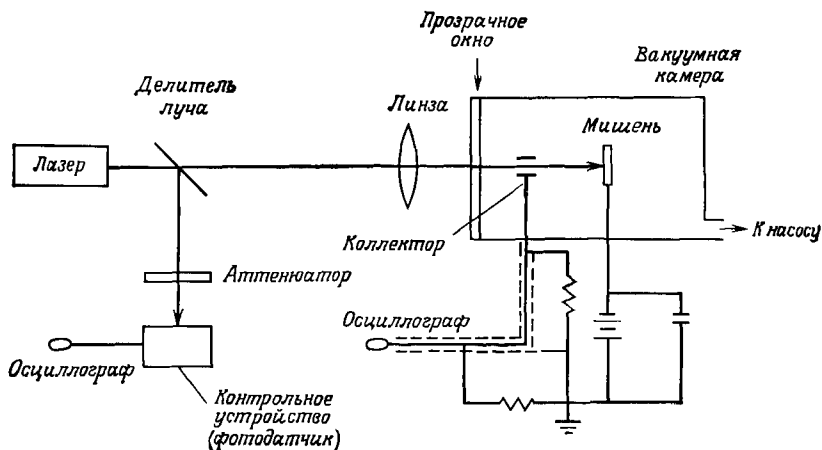 Прозрачное
окно
Вакуумная
камера
Делитель
луча
Линза
Мишень
Лазер
Коллектор
К насосу
Аттенюатор
Осциллограф
Осциллограф
Контрольное
устройство
(фотодатчик)